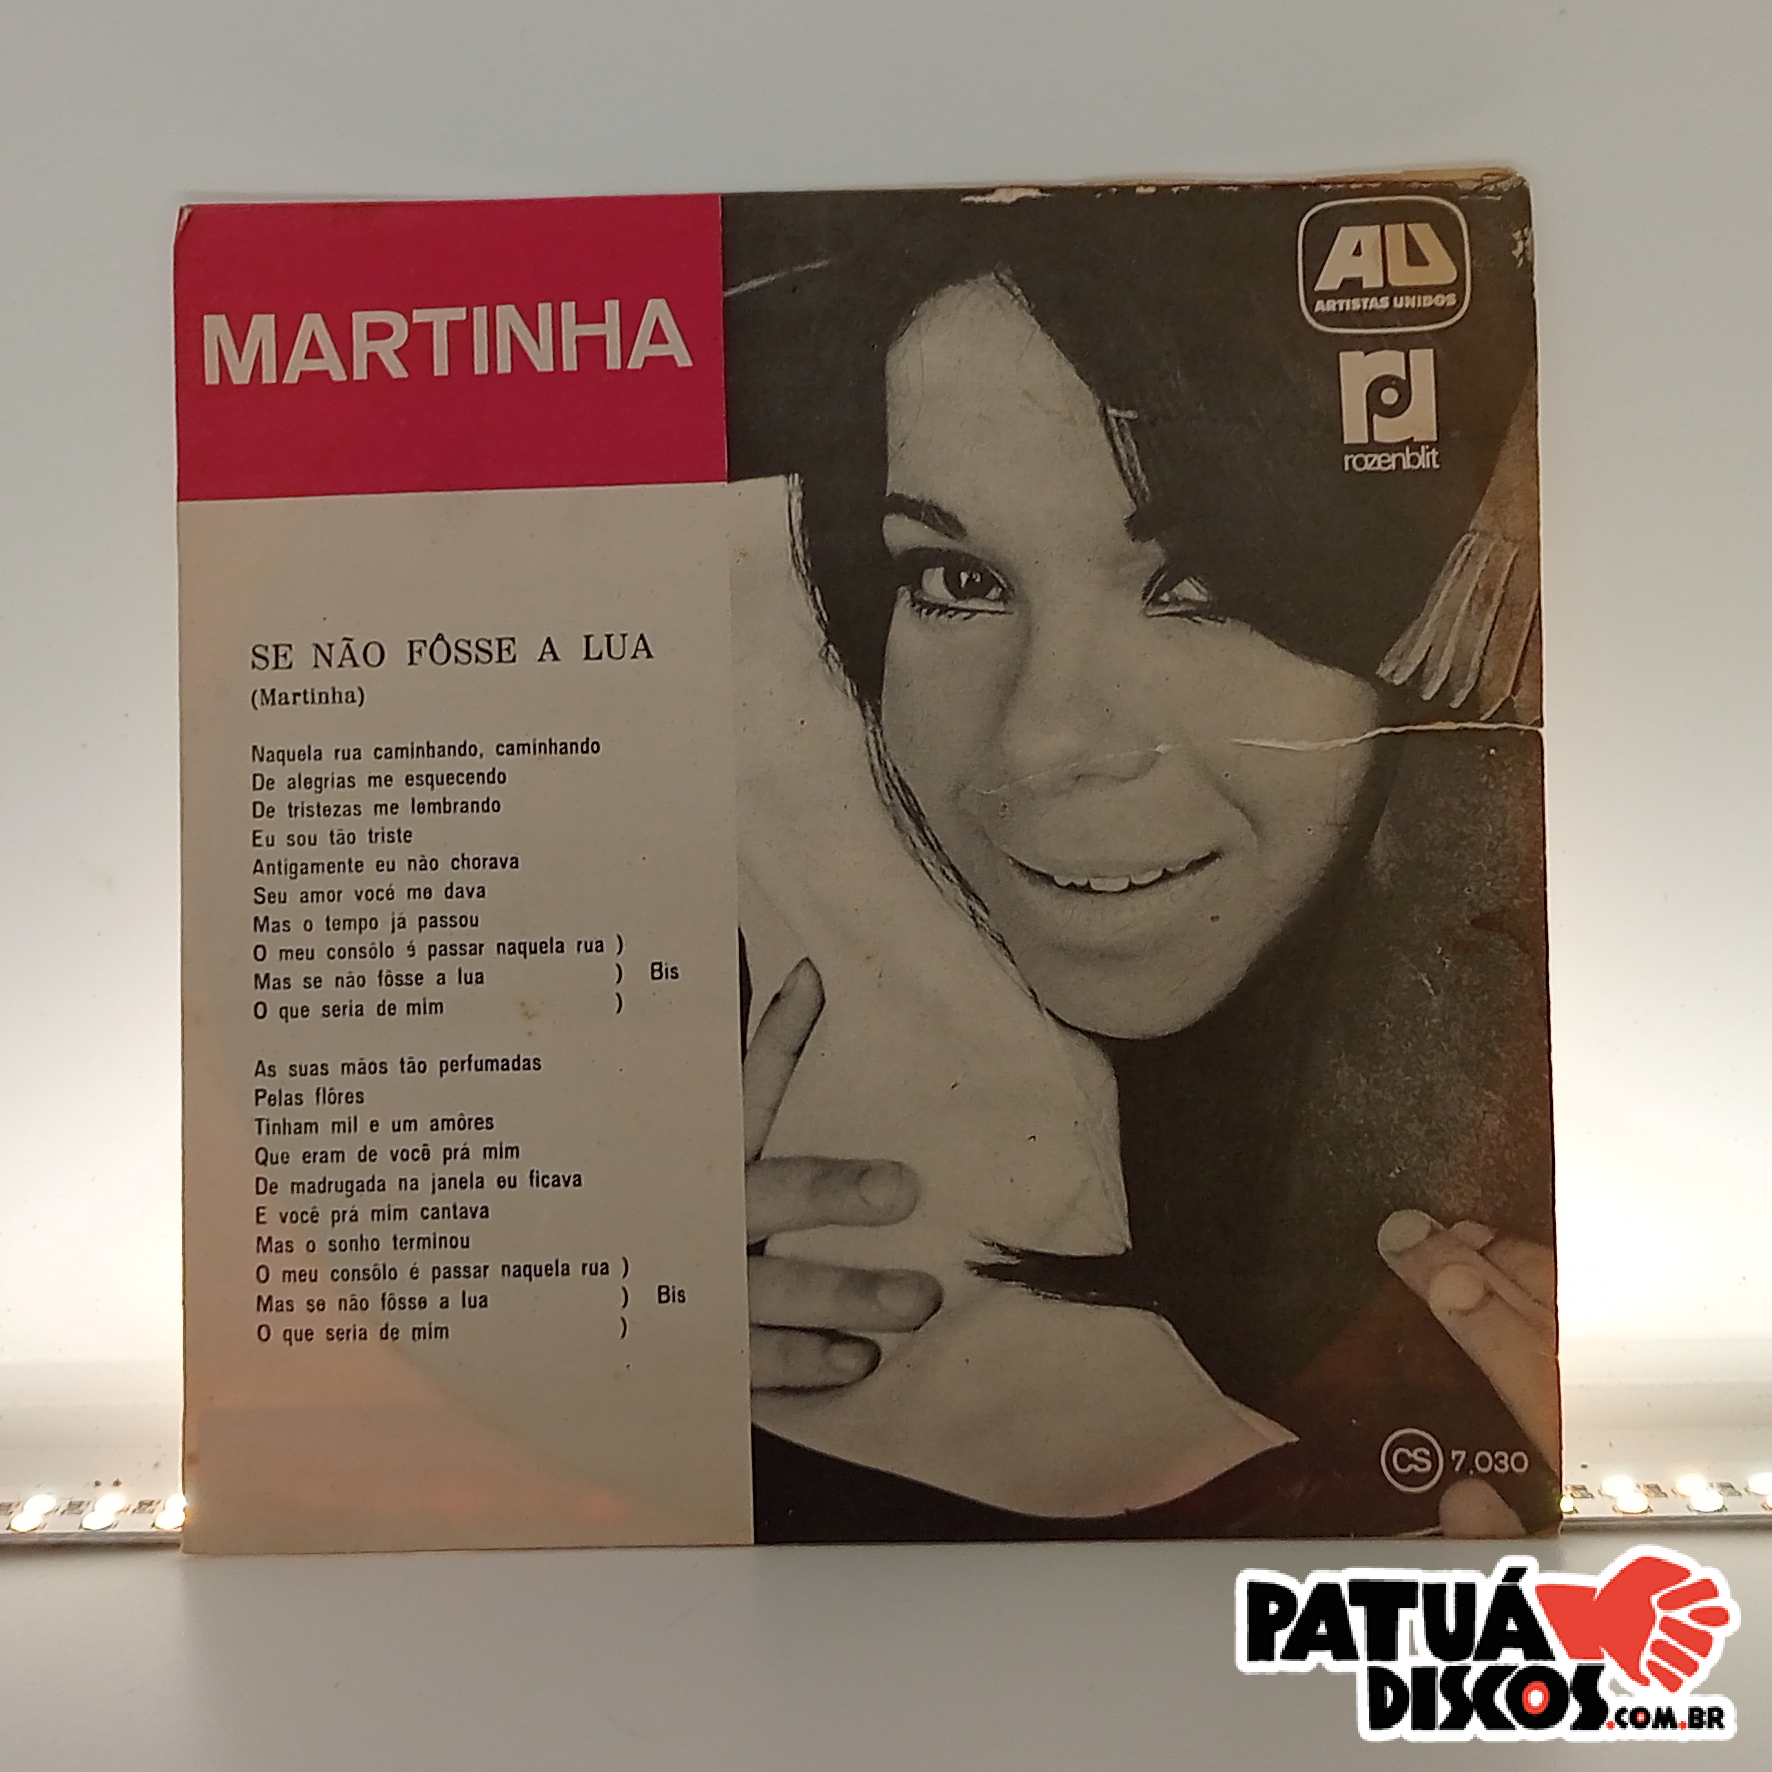 MARTINHA
AU
ARTISTAS UNIDOS
rozenblit
SE NÃO FÔSSE A LUA
(Martinha)
Naquela rua caminhando, caminhando
De alegrias me esquecendo
De tristezas me lembrando
Eu sou tão triste
Antigamente eu não chorava
Seu amor você me dava
Mas o tempo já passou
O meu consôlo é passar naquela rua )
Mas se não fôsse a lua ) Bis
O que seria de mim )
As suas mãos tão perfumadas
Pelas flôres
Tinham mil e um amôres
Que eram de você prá mim
De madrugada na janela eu ficava
E você prá mim cantava
Mas o sonho terminou
O meu consôlo é passar naquela rua )
Mas se não fôsse a lua ) Bis
O que seria de mim )
CS 7.030
PATUÁ
DISCOS.COM.BR